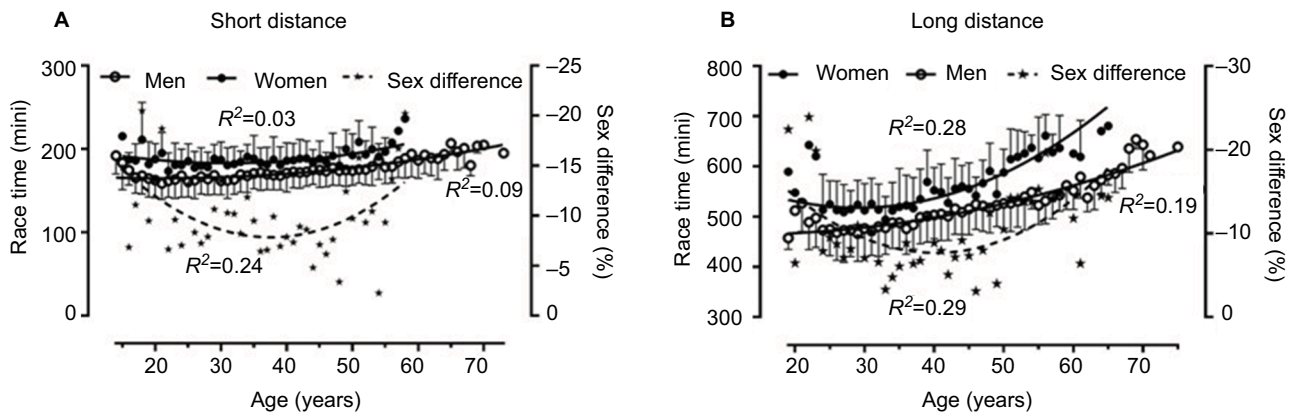 A
Short distance
300
200
100
0
Race time (mini)
Men
Women
Sex difference
R²=0.03
R²=0.09
R²=0.24
–25
–20
–15
–10
–5
0
Sex difference (%)
20 30 40 50 60 70
Age (years)
B
Long distance
800
700
600
500
400
300
Race time (mini)
Women
Men
Sex difference
R²=0.28
R²=0.19
R²=0.29
–30
–20
–10
0
Sex difference (%)
20 30 40 50 60 70
Age (years)